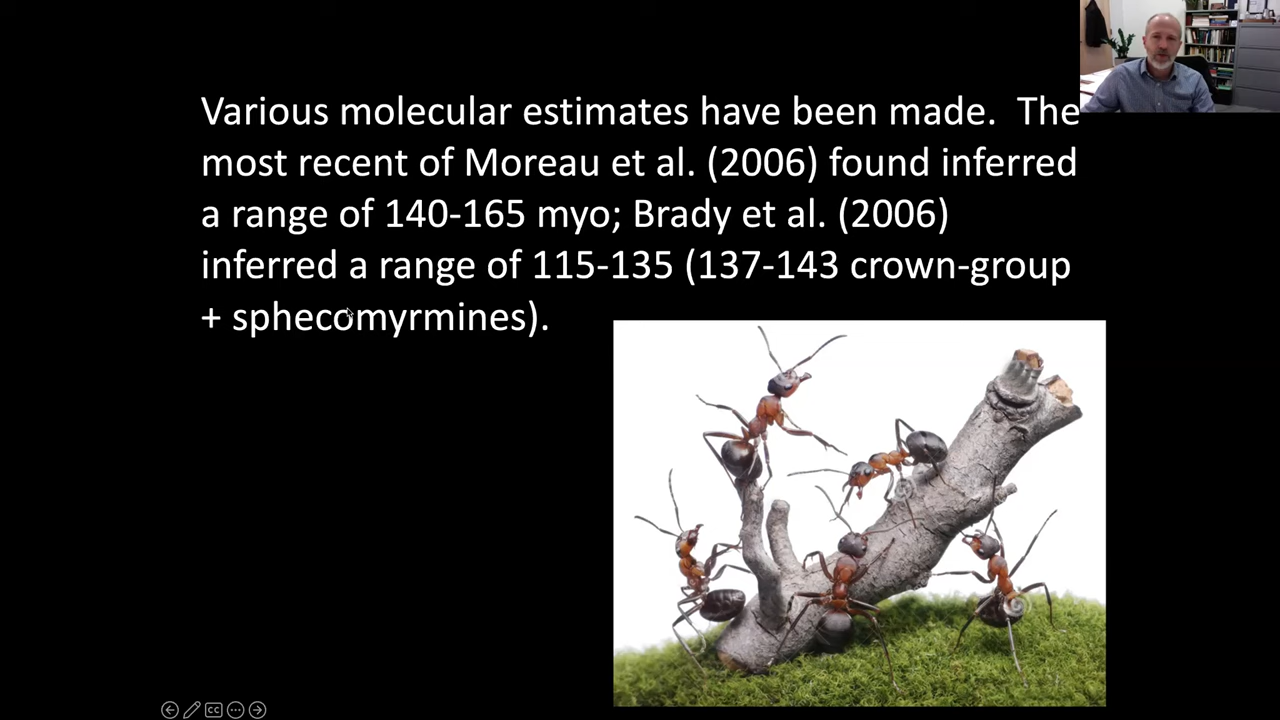 Various molecular estimates have been made.  The
most recent of Moreau et al. (2006) found inferred
a range of 140-165 myo; Brady et al. (2006)
inferred a range of 115-135 (137-143 crown-group
+ sphecomyrmines).
CC